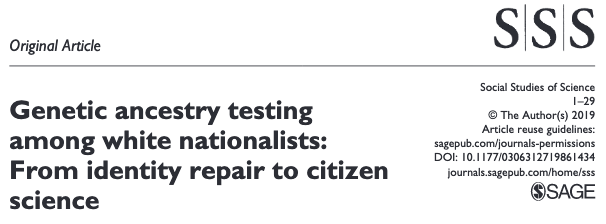 S|S|S
Original Article
Social Studies of Science
1–29
© The Author(s) 2019
Article reuse guidelines:
sagepub.com/journals-permissions
DOI: 10.1177/0306312719861434
journals.sagepub.com/home/sss
SAGE
Genetic ancestry testing
among white nationalists:
From identity repair to citizen
science